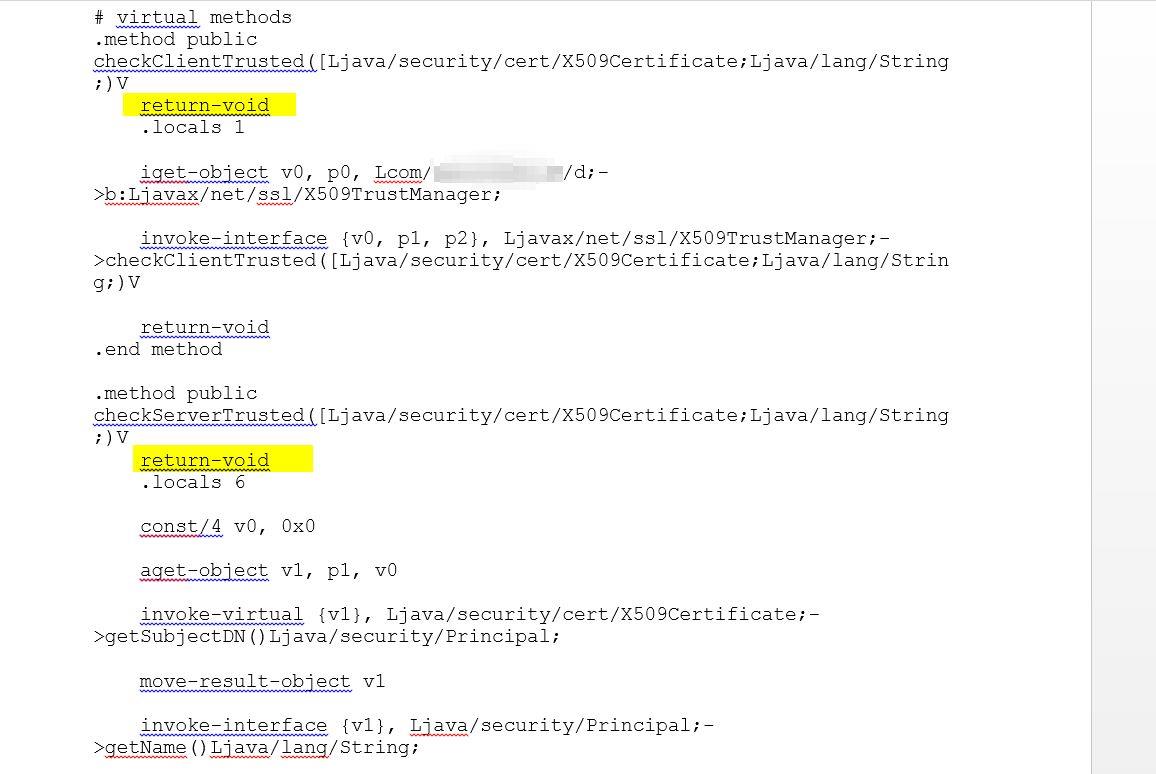 # virtual methods
.method public
checkClientTrusted([Ljava/security/cert/X509Certificate;Ljava/lang/String
;)V
return-void
.locals 1
iget-object v0, p0, Lcom/ /d;-
>b:Ljavax/net/ssl/X509TrustManager;
invoke-interface {v0, p1, p2}, Ljavax/net/ssl/X509TrustManager;-
>checkClientTrusted([Ljava/security/cert/X509Certificate;Ljava/lang/Strin
g;)V
return-void
.end method
.method public
checkServerTrusted([Ljava/security/cert/X509Certificate;Ljava/lang/String
;)V
return-void
.locals 6
const/4 v0, 0x0
aget-object v1, p1, v0
invoke-virtual {v1}, Ljava/security/cert/X509Certificate;-
>getSubjectDN()Ljava/security/Principal;
move-result-object v1
invoke-interface {v1}, Ljava/security/Principal;-
>getName()Ljava/lang/String;